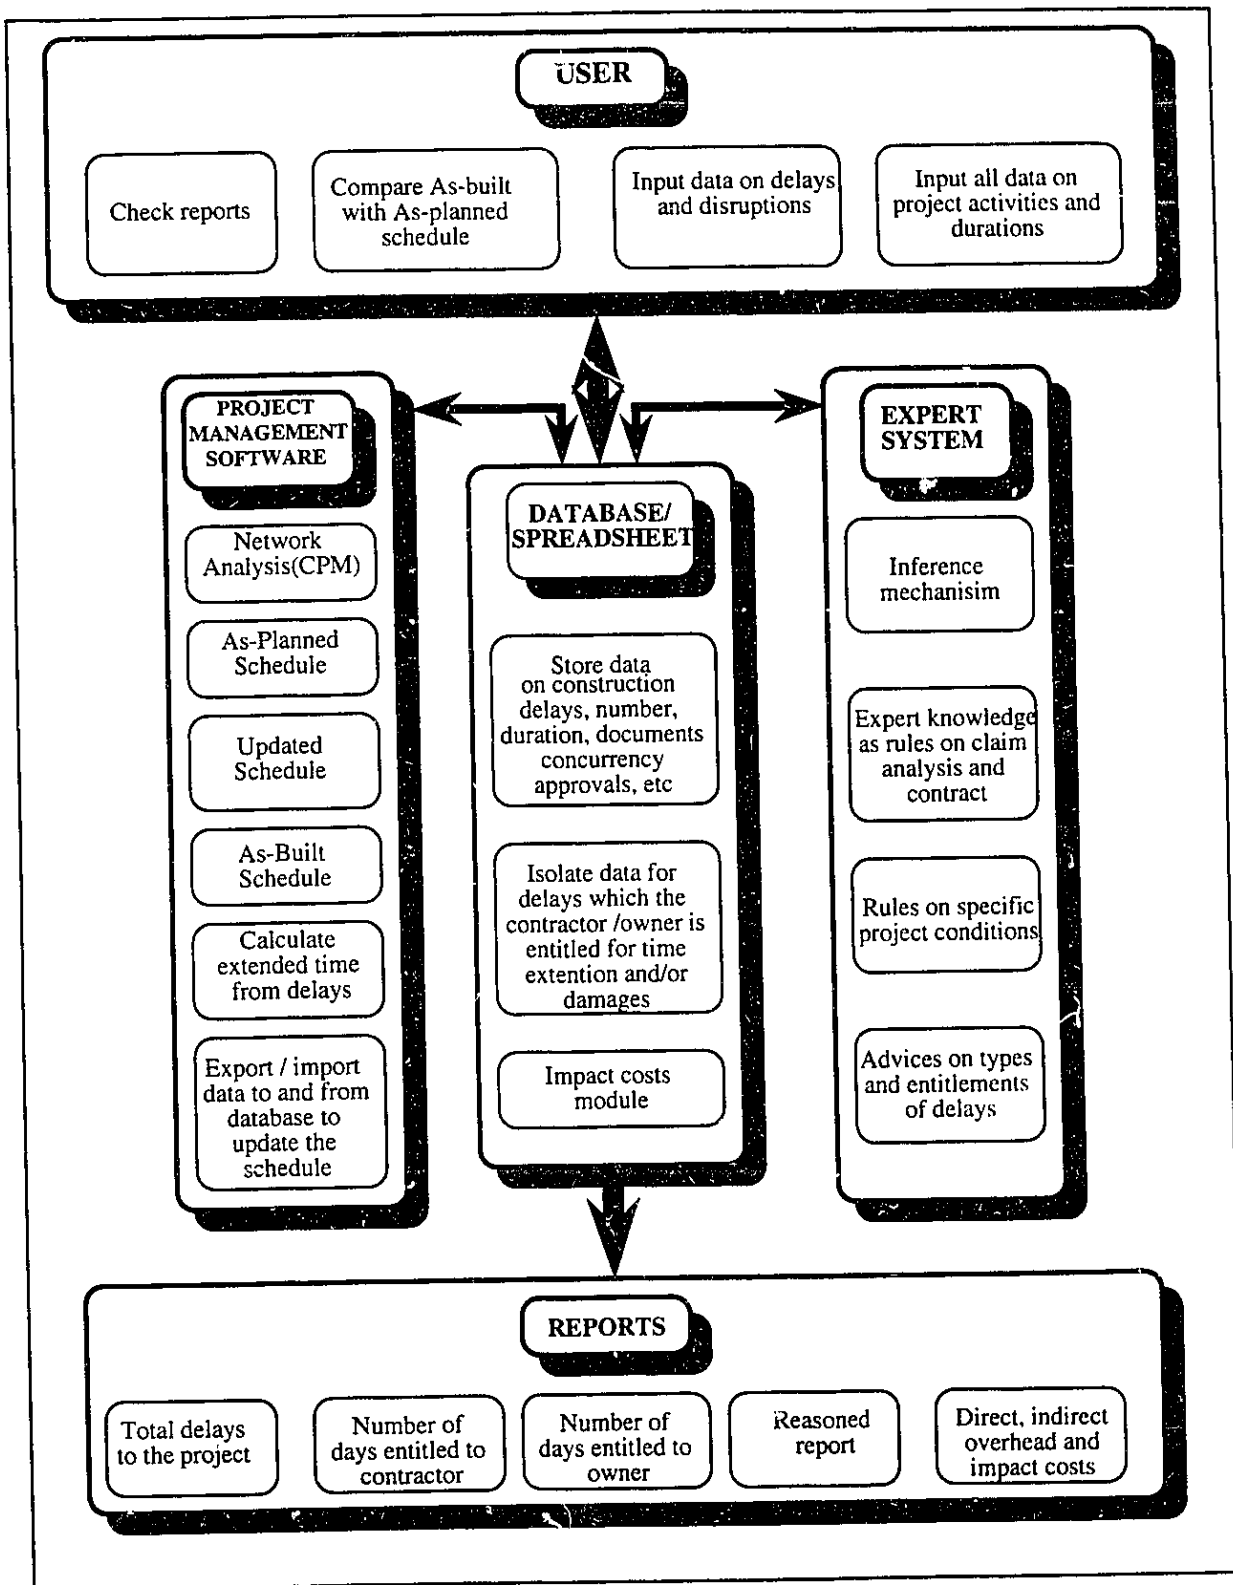 USER
Check reports
Compare As-built
with As-planned
schedule
Input data on delays
and disruptions
Input all data on
project activities and
durations
PROJECT
MANAGEMENT
SOFTWARE
Network
Analysis(CPM)
As-Planned
Schedule
Updated
Schedule
As-Built
Schedule
Calculate
extended time
from delays
Export / import
data to and from
database to
update the
schedule
DATABASE/
SPREADSHEET
Store data
on construction
delays, number,
duration, documents
concurrency
approvals, etc
Isolate data for
delays which the
contractor /owner is
entitled for time
extention and/or
damages
Impact costs
module
EXPERT
SYSTEM
Inference
mechanisim
Expert knowledge
as rules on claim
analysis and
contract
Rules on specific
project conditions
Advices on types
and entitlements
of delays
REPORTS
Total delays
to the project
Number of
days entitled to
contractor
Number of
days entitled to
owner
Reasoned
report
Direct, indirect
overhead and
impact costs